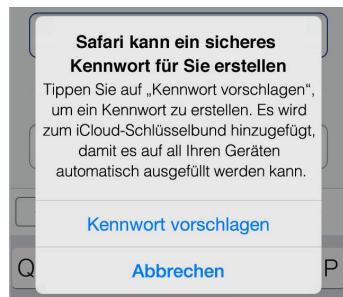 Safari kann ein sicheres
Kennwort für Sie erstellen
Tippen Sie auf „Kennwort vorschlagen“,
um ein Kennwort zu erstellen. Es wird
zum iCloud-Schlüsselbund hinzugefügt,
damit es auf all Ihren Geräten
automatisch ausgefüllt werden kann.
Kennwort vorschlagen
Q Abbrechen P